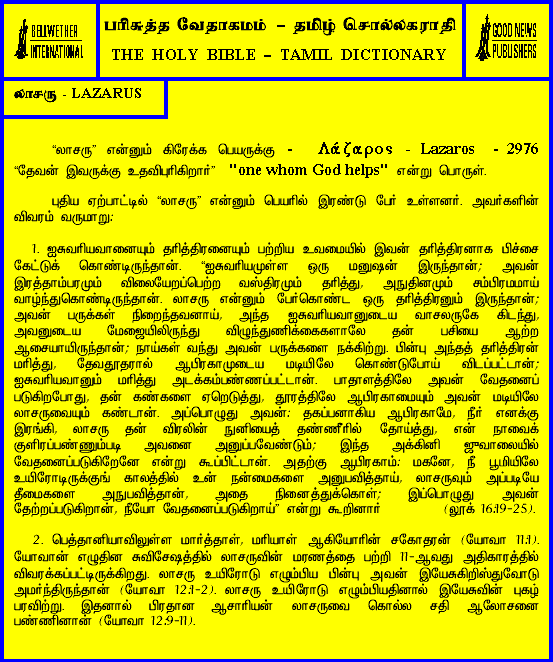 BELLWETHER
INTERNATIONAL
பரிசுத்த வேதாகமம் – தமிழ் சொல்லகராதி
THE HOLY BIBLE – TAMIL DICTIONARY
GOOD NEWS
PUBLISHERS
லாசரு - LAZARUS
“லாசரு” என்னும் கிரேக்க பெயருக்கு - Λάζαρος - Lazaros - 2976
“தேவன் இவருக்கு உதவிபுரிகிறார்” "one whom God helps" என்று பொருள்.
புதிய ஏற்பாட்டில் “லாசரு” என்னும் பெயரில் இரண்டு பேர் உள்ளனர். அவர்களின்
விவரம் வருமாறு:
1. ஐசுவரியவானையும் தரித்திரனையும் பற்றிய உவமையில் இவன் தரித்திரனாக பிச்சை
கேட்டுக் கொண்டிருந்தான். “ஐசுவரியமுள்ள ஒரு மனுஷன் இருந்தான்; அவன்
இரத்தாம்பரமும் விலையேறப்பெற்ற வஸ்திரமும் தரித்து, அநுதினமும் சம்பிரமமாய்
வாழ்ந்துகொண்டிருந்தான். லாசரு என்னும் பேர்கொண்ட ஒரு தரித்திரனும் இருந்தான்;
அவன் பருக்கள் நிறைந்தவனாய், அந்த ஐசுவரியவானுடைய வாசலருகே கிடந்து,
அவனுடைய மேஜையிலிருந்து விழுந்துணிக்கைகளாலே தன் பசியை ஆற்ற
ஆசையாயிருந்தான்; நாய்கள் வந்து அவன் பருக்களை நக்கிற்று. பின்பு அந்தத் தரித்திரன்
மரித்து, தேவதூதரால் ஆபிரகாமுடைய மடியிலே கொண்டுபோய் விடப்பட்டான்;
ஐசுவரியவானும் மரித்து அடக்கம்பண்ணப்பட்டான். பாதாளத்திலே அவன் வேதனைப்
படுகிறபோது, தன் கண்களை ஏறெடுத்து, தூரத்திலே ஆபிரகாமையும் அவன் மடியிலே
லாசருவையும் கண்டான். அப்பொழுது அவன்: தகப்பனாகிய ஆபிரகாமே, நீர் எனக்கு
இரங்கி, லாசரு தன் விரலின் நுனியைத் தண்ணீரில் தோய்த்து, என் நாவைக்
குளிரப்பண்ணும்படி அவனை அனுப்பவேண்டும்; இந்த அக்கினி ஜுவாலையில்
வேதனைப்படுகிறேனே என்று கூப்பிட்டான். அதற்கு ஆபிரகாம்: மகனே, நீ பூமியிலே
உயிரோடிருக்குங் காலத்தில் உன் நன்மைகளை அனுபவித்தாய், லாசருவும் அப்படியே
தீமைகளை அநுபவித்தான், அதை நினைத்துக்கொள்; இப்பொழுது அவன்
தேற்றப்படுகிறான், நீயோ வேதனைப்படுகிறாய்” என்று கூறினார் (லூக் 16:19-25).
2. பெத்தானியாவிலுள்ள மார்த்தாள், மரியாள் ஆகியோரின் சகோதரன் (யோவா 11:1).
யோவான் எழுதின சுவிசேஷத்தில் லாசருவின் மரணத்தை பற்றி 11-ஆவது அதிகாரத்தில்
விவரக்கப்பட்டிருக்கிறது. லாசரு உயிரோடு எழும்பிய பின்பு அவன் இயேசுகிறிஸ்துவோடு
அமர்ந்திருந்தான் (யோவா 12:1-2). லாசரு உயிரோடு எழும்பியதினால் இயேசுவின் புகழ்
பரவிற்று. இதனால் பிரதான ஆசாரியன் லாசருவை கொல்ல சதி ஆலோசனை
பண்ணினான் (யோவா 12:9-11).